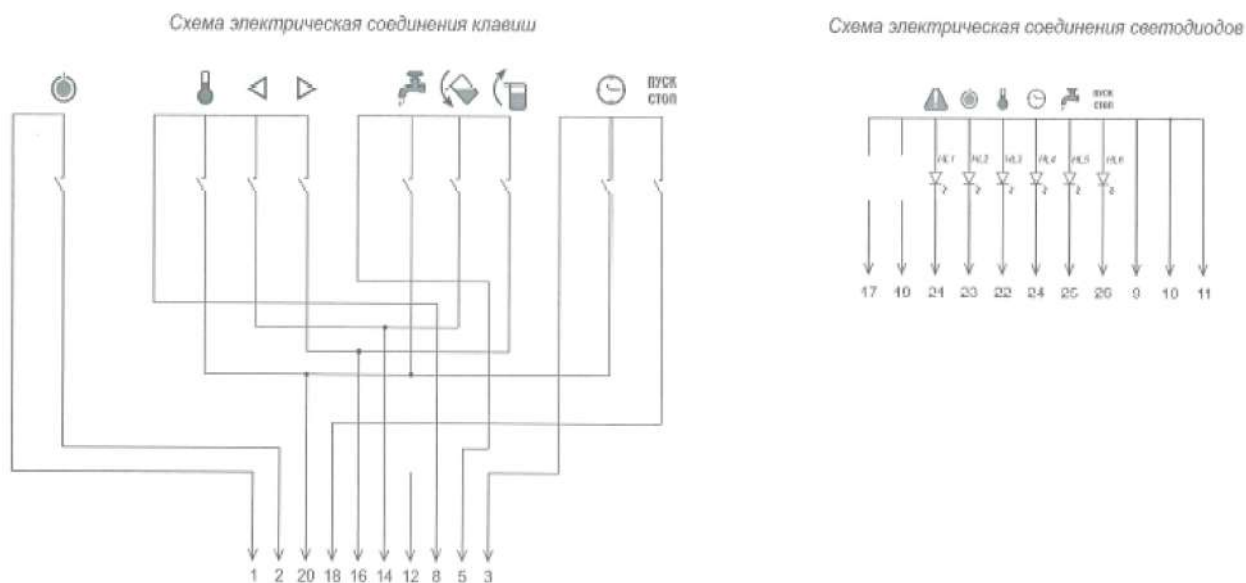 Схема электрическая соединения клавиш
ПУСК
СТОП
1 2 20 18 16 14 12 8 5 3
Схема электрическая соединения светодиодов
ПУСК
СТОП
HL1 HL2 HL3 HL4 HL5 HL6
17 19 21 23 22 24 25 26 9 10 11